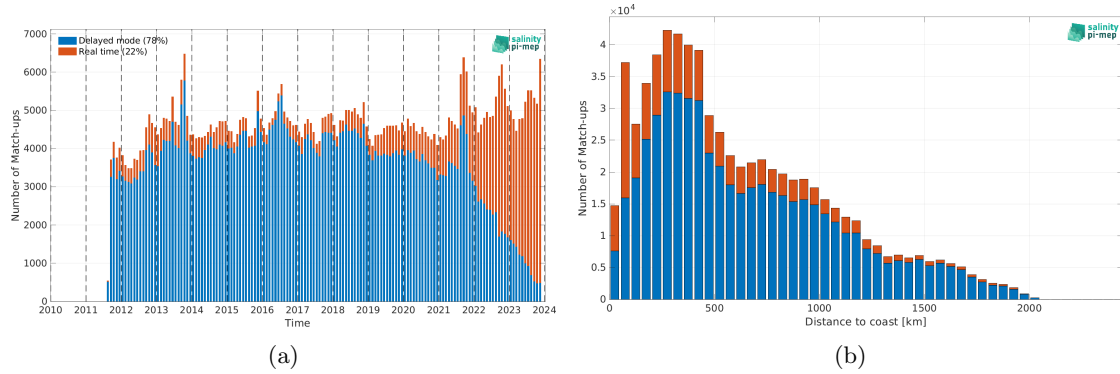 Delayed mode (78%)
Real time (22%)
salinity
pi-mep
Number of Match-ups
7000
6000
5000
4000
3000
2000
1000
0
2010 2011 2012 2013 2014 2015 2016 2017 2018 2019 2020 2021 2022 2023 2024
Time
(a)
×10⁴
salinity
pi-mep
Number of Match-ups
4
3.5
3
2.5
2
1.5
1
0.5
0
0 500 1000 1500 2000
Distance to coast [km]
(b)